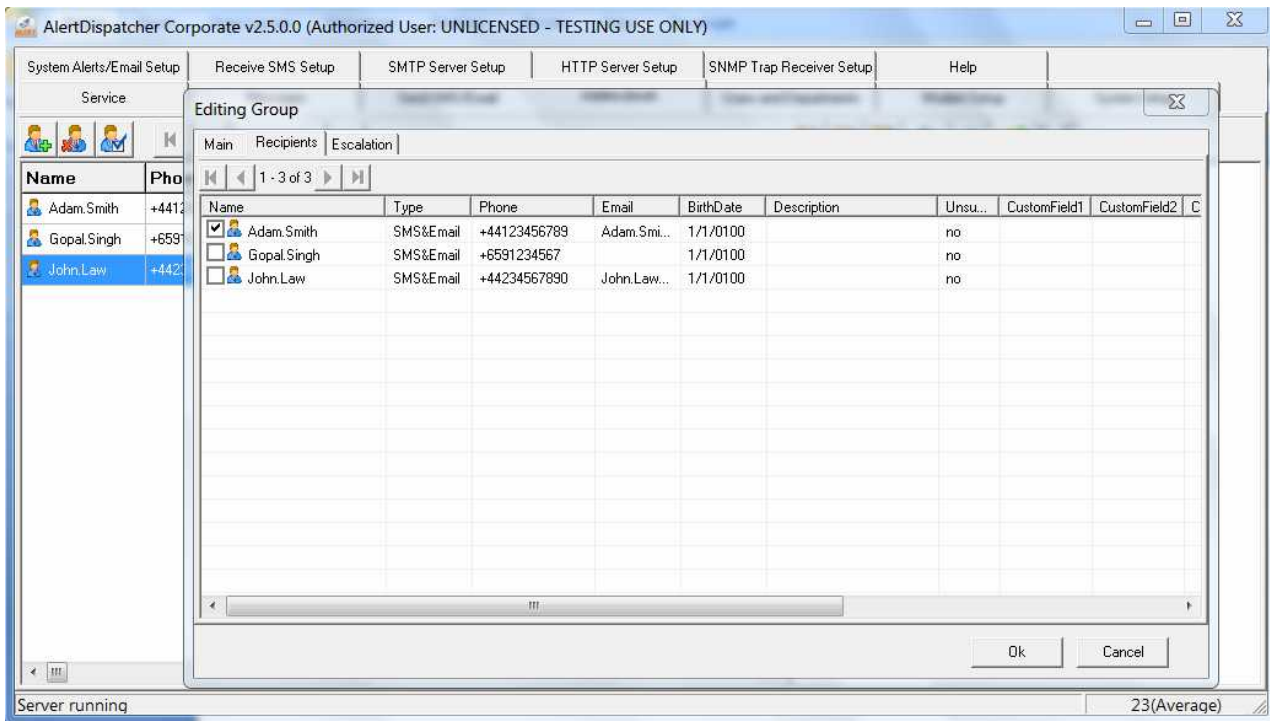 AlertDispatcher Corporate v2.5.0.0 (Authorized User: UNLICENSED - TESTING USE ONLY)
System Alerts/Email Setup Receive SMS Setup SMTP Server Setup HTTP Server Setup SNMP Trap Receiver Setup Help
Service
Editing Group
Main Recipients Escalation
1 - 3 of 3
Name Pho
Adam.Smith +4412
Gopal.Singh +6591
John.Law +442
Name Type Phone Email BirthDate Description Unsu... CustomField1 CustomField2 C
Adam.Smith SMS&Email +44123456789 Adam.Smi... 1/1/0100 no
Gopal.Singh SMS&Email +6591234567 1/1/0100 no
John.Law SMS&Email +44234567890 John.Law... 1/1/0100 no
Ok Cancel
Server running 23(Average)